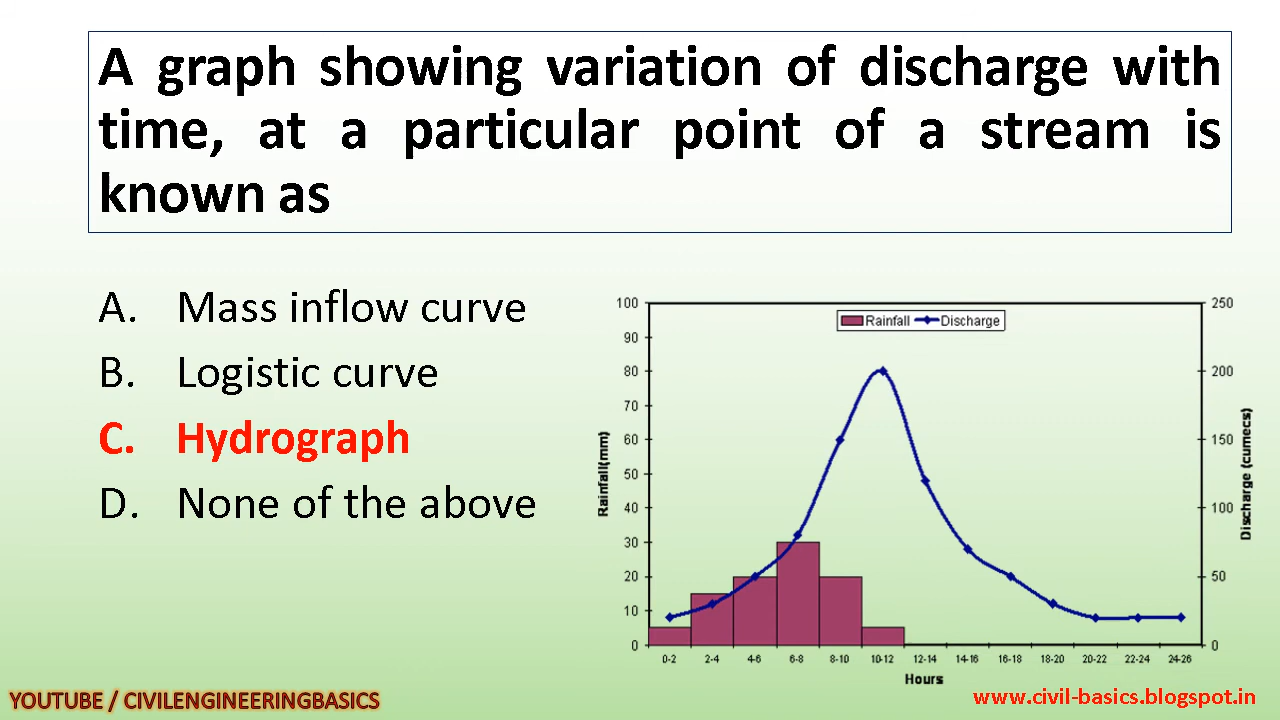 A graph showing variation of discharge with
time, at a particular point of a stream is
known as
A. Mass inflow curve
B. Logistic curve
C. Hydrograph
D. None of the above
Rainfall Discharge
100
90
80
70
60
50
40
30
20
10
0
Rainfall(mm)
250
200
150
100
50
0
Discharge (cumecs)
0-2 2-4 4-6 6-8 8-10 10-12 12-14 14-16 16-18 18-20 20-22 22-24 24-26
Hours
YOUTUBE / CIVILENGINEERINGBASICS
www.civil-basics.blogspot.in